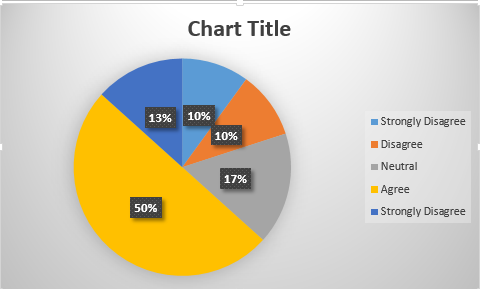 Chart Title
13%
10%
10%
17%
50%
Strongly Disagree
Disagree
Neutral
Agree
Strongly Disagree